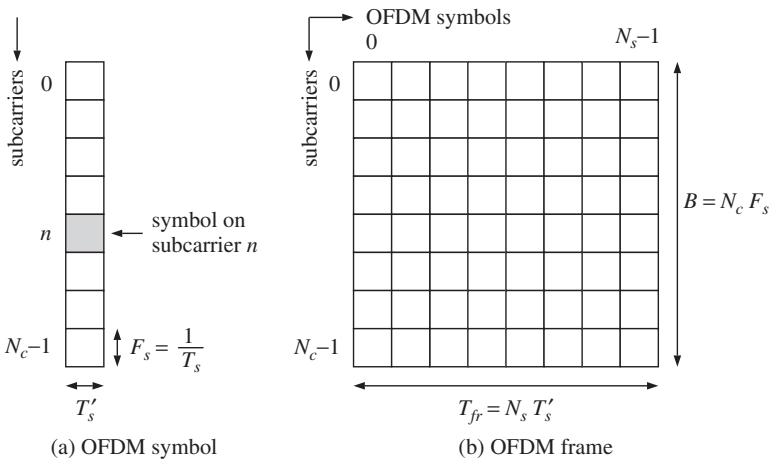 subcarriers
0
n
symbol on
subcarrier n
N_c−1
F_s = 1/T_s
T′_s
(a) OFDM symbol
OFDM symbols
0
N_s−1
subcarriers
0
B = N_c F_s
N_c−1
T_fr = N_s T′_s
(b) OFDM frame